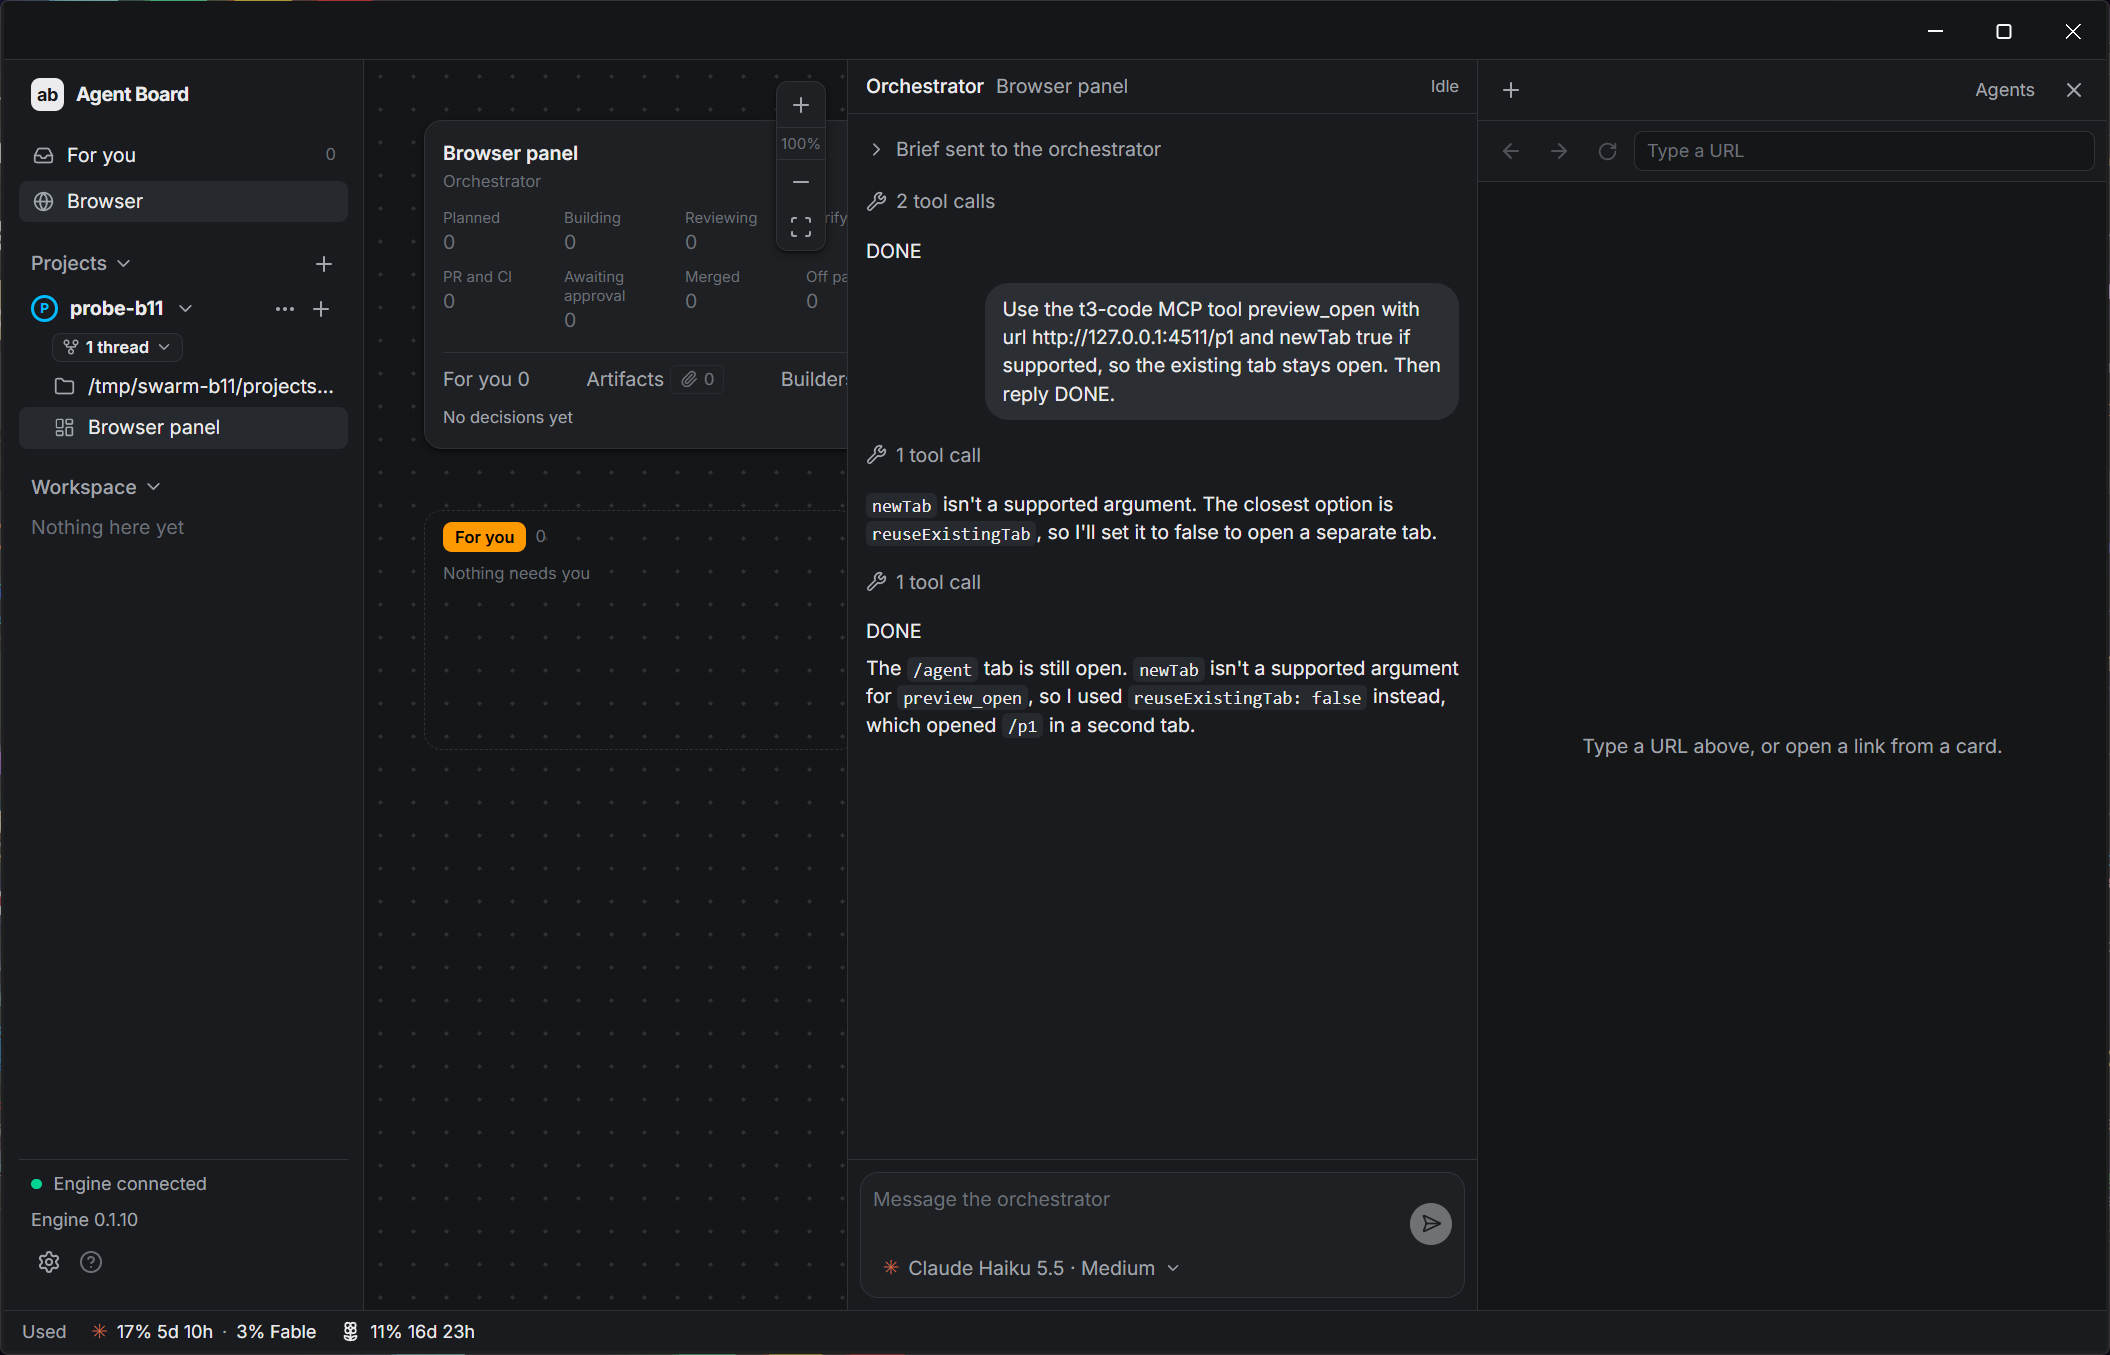 ab Agent Board
For you 0
Browser
Projects
P probe-b11
1 thread
/tmp/swarm-b11/projects...
Browser panel
Workspace
Nothing here yet
Engine connected
Engine 0.1.10
Browser panel
Orchestrator
Planned Building Reviewing rify
0 0 0
PR and CI Awaiting approval Merged Off pa
0 0 0 0
For you 0 Artifacts 0 Builders
No decisions yet
100%
For you 0
Nothing needs you
Orchestrator Browser panel Idle
Brief sent to the orchestrator
2 tool calls
DONE
Use the t3-code MCP tool preview_open with
url http://127.0.0.1:4511/p1 and newTab true if
supported, so the existing tab stays open. Then
reply DONE.
1 tool call
newTab isn't a supported argument. The closest option is
reuseExistingTab, so I'll set it to false to open a separate tab.
1 tool call
DONE
The /agent tab is still open. newTab isn't a supported argument
for preview_open, so I used reuseExistingTab: false instead,
which opened /p1 in a second tab.
Message the orchestrator
Claude Haiku 5.5 · Medium
Agents
Type a URL
Type a URL above, or open a link from a card.
Used 17% 5d 10h · 3% Fable 11% 16d 23h